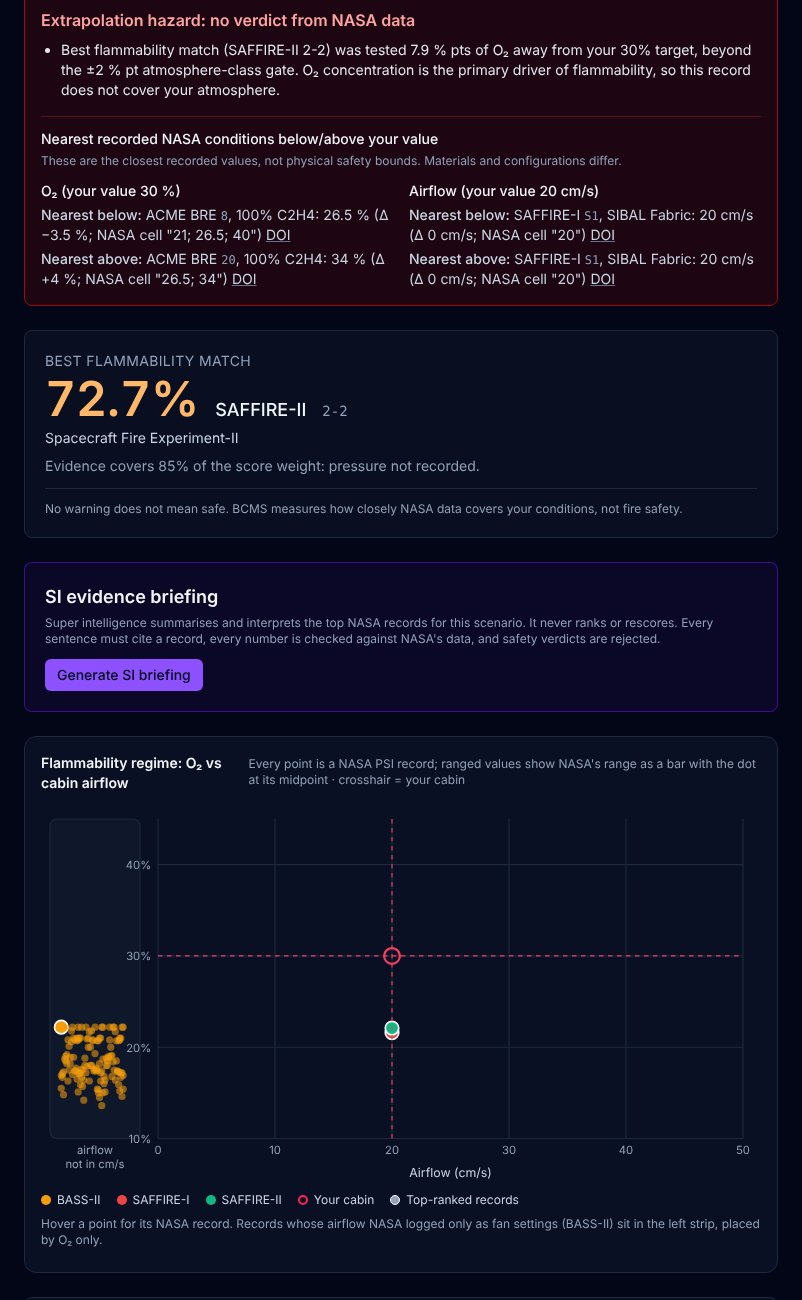 Extrapolation hazard: no verdict from NASA data
• Best flammability match (SAFFIRE-II 2-2) was tested 7.9 % pts of O₂ away from your 30% target, beyond
the ±2 % pt atmosphere-class gate. O₂ concentration is the primary driver of flammability, so this record
does not cover your atmosphere.
Nearest recorded NASA conditions below/above your value
These are the closest recorded values, not physical safety bounds. Materials and configurations differ.
O₂ (your value 30 %)
Nearest below: ACME BRE 8, 100% C2H4: 26.5 % (Δ
−3.5 %; NASA cell "21; 26.5; 40") DOI
Nearest above: ACME BRE 20, 100% C2H4: 34 % (Δ
+4 %; NASA cell "26.5; 34") DOI
Airflow (your value 20 cm/s)
Nearest below: SAFFIRE-I S1, SIBAL Fabric: 20 cm/s
(Δ 0 cm/s; NASA cell "20") DOI
Nearest above: SAFFIRE-I S1, SIBAL Fabric: 20 cm/s
(Δ 0 cm/s; NASA cell "20") DOI
BEST FLAMMABILITY MATCH
72.7% SAFFIRE-II 2-2
Spacecraft Fire Experiment-II
Evidence covers 85% of the score weight: pressure not recorded.
No warning does not mean safe. BCMS measures how closely NASA data covers your conditions, not fire safety.
SI evidence briefing
Super intelligence summarises and interprets the top NASA records for this scenario. It never ranks or rescores. Every
sentence must cite a record, every number is checked against NASA's data, and safety verdicts are rejected.
Generate SI briefing
Flammability regime: O₂ vs
cabin airflow
Every point is a NASA PSI record; ranged values show NASA's range as a bar with the dot
at its midpoint · crosshair = your cabin
40%
30%
20%
10%
0 10 20 30 40 50
airflow
not in cm/s
Airflow (cm/s)
BASS-II SAFFIRE-I SAFFIRE-II Your cabin Top-ranked records
Hover a point for its NASA record. Records whose airflow NASA logged only as fan settings (BASS-II) sit in the left strip, placed
by O₂ only.